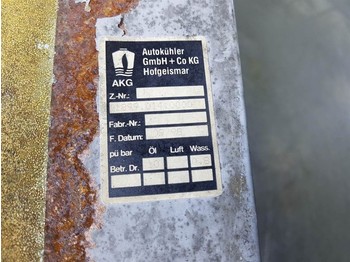 Autokühler
GmbH + Co KG
Hofgeismar
AKG
Z.-Nr.:
Fabr.-Nr.:
F. Datum:
pü bar Öl Luft Wass.
Betr. Dr.